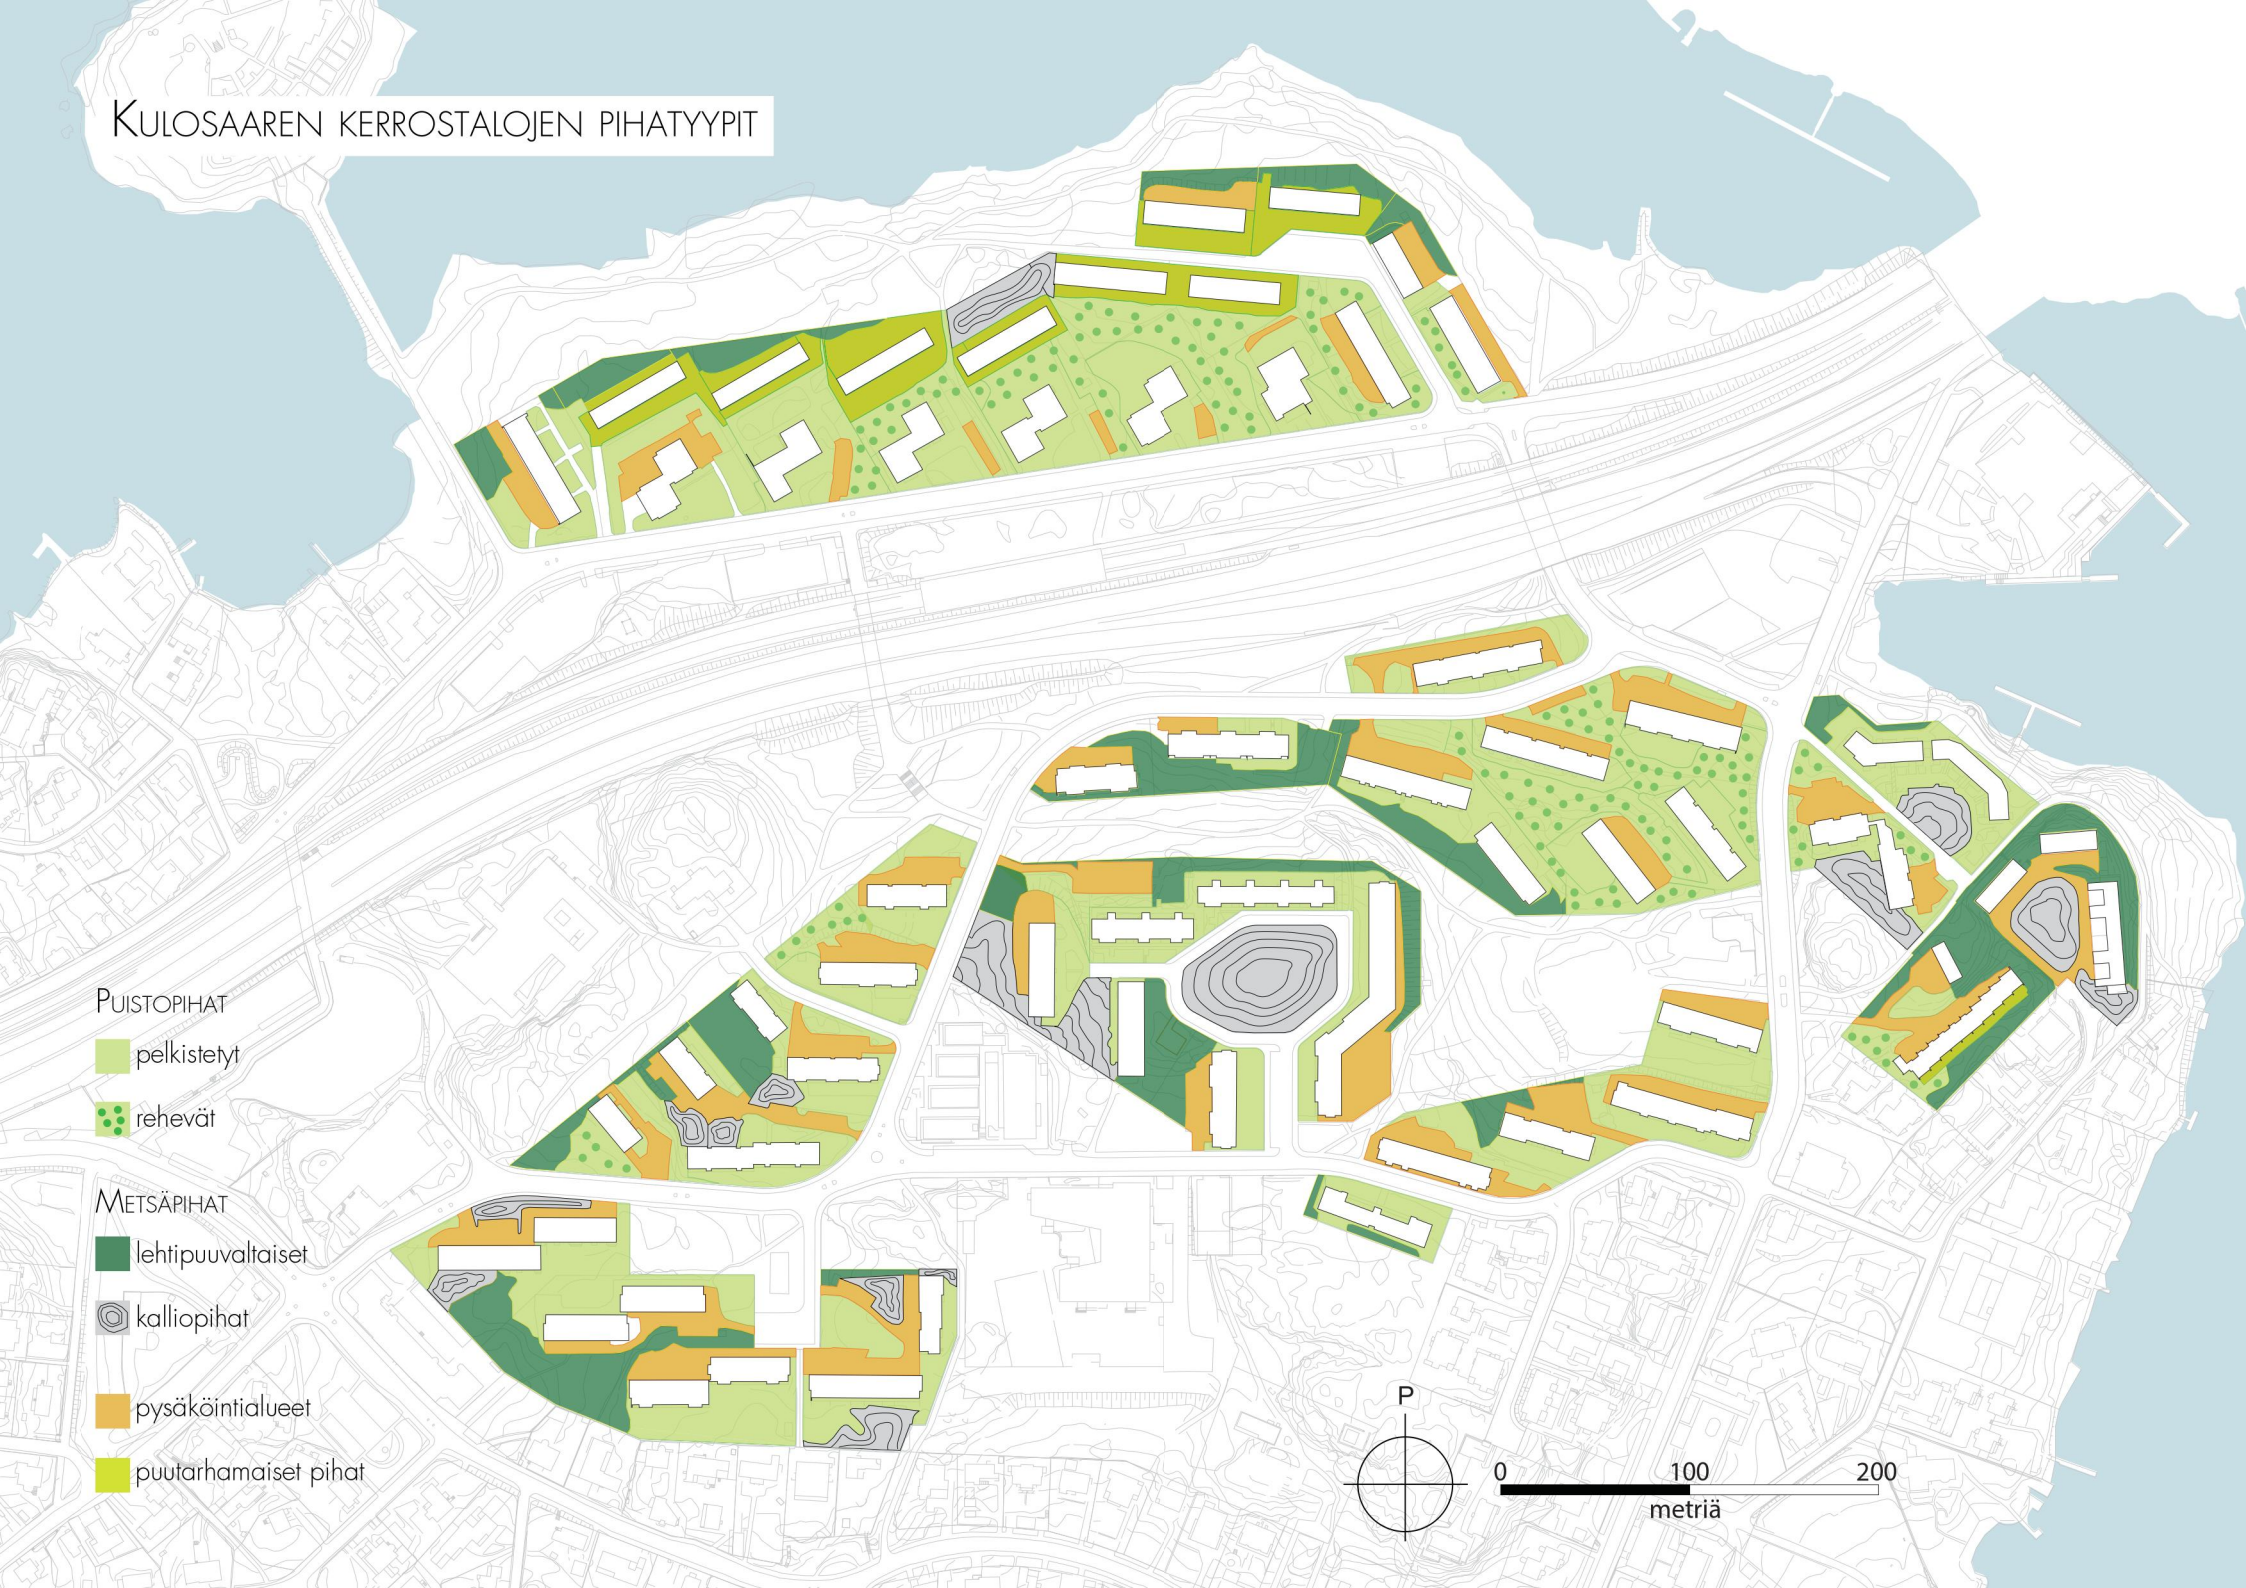 KULOSAAREN KERROSTALOJEN PIHATYYPIT
PUISTOPIHAT
pelkistetyt
rehevät
METSÄPIHAT
lehtipuuvaltaiset
kalliopihat
pysäköintialueet
puutarhamaiset pihat
P
0 100 200
metriä